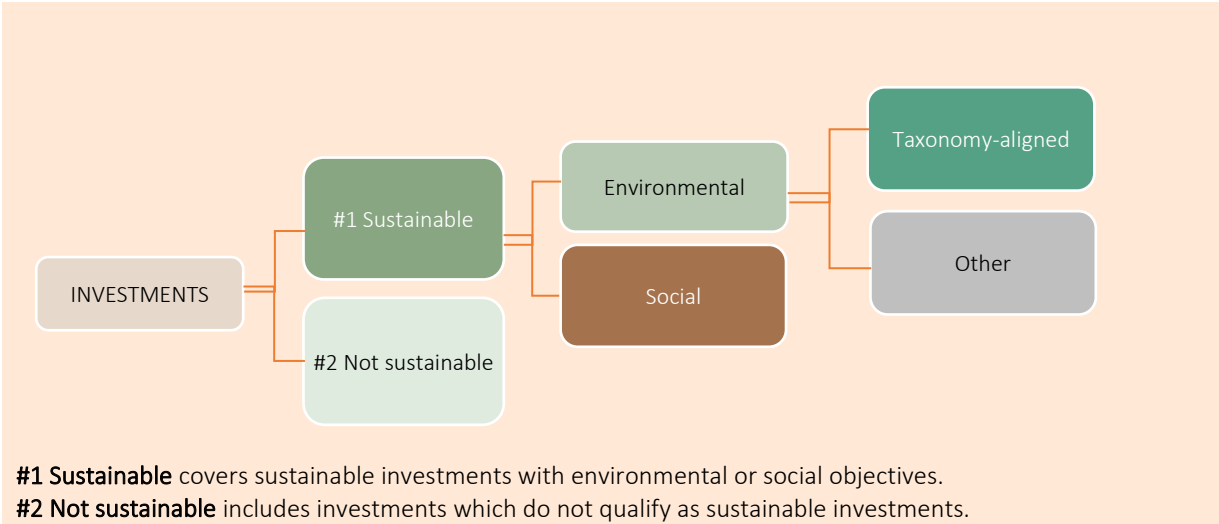 Taxonomy-aligned
Environmental
#1 Sustainable
Other
INVESTMENTS
Social
#2 Not sustainable
#1 Sustainable covers sustainable investments with environmental or social objectives.
#2 Not sustainable includes investments which do not qualify as sustainable investments.